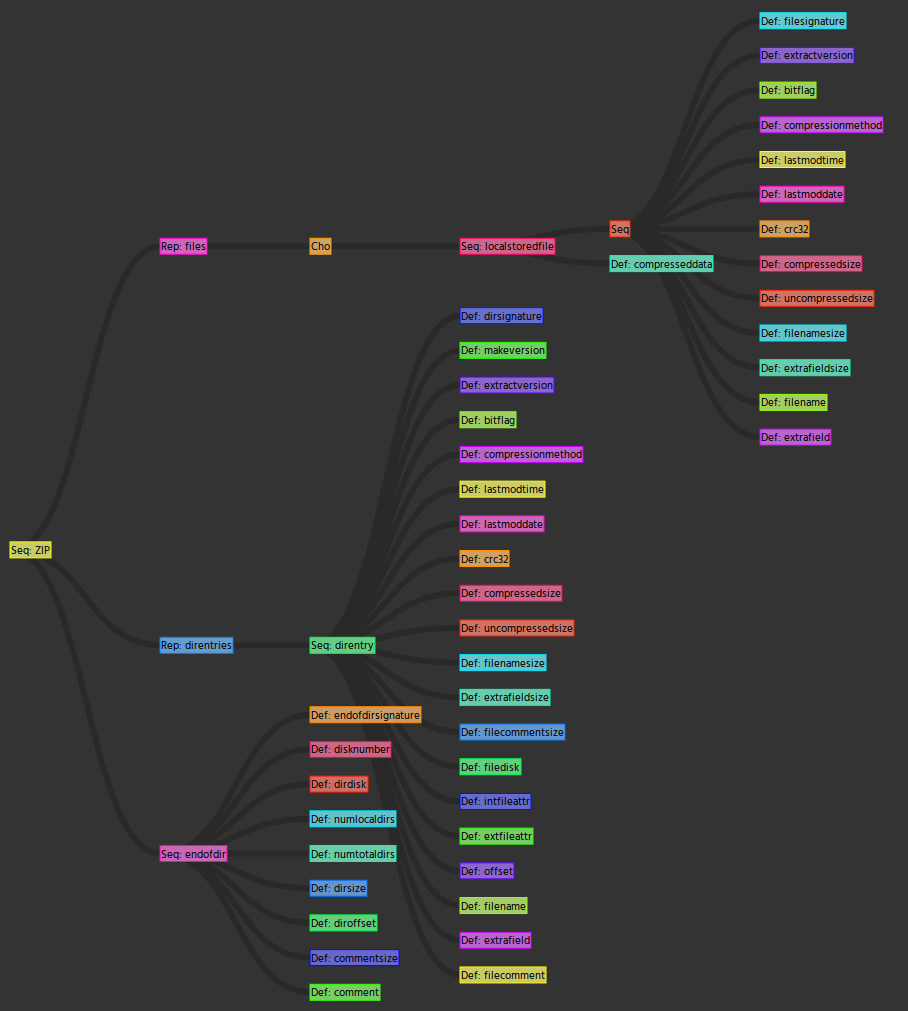 Seq: ZIP
Rep: files
Cho
Seq: localstoredfile
Seq
Def: filesignature
Def: extractversion
Def: bitflag
Def: compressionmethod
Def: lastmodtime
Def: lastmoddate
Def: crc32
Def: compressedsize
Def: uncompressedsize
Def: filenamesize
Def: extrafieldsize
Def: filename
Def: extrafield
Def: compresseddata
Rep: direntries
Seq: direntry
Def: dirsignature
Def: makeversion
Def: extractversion
Def: bitflag
Def: compressionmethod
Def: lastmodtime
Def: lastmoddate
Def: crc32
Def: compressedsize
Def: uncompressedsize
Def: filenamesize
Def: extrafieldsize
Def: filecommentsize
Def: filedisk
Def: intfileattr
Def: extfileattr
Def: offset
Def: filename
Def: extrafield
Def: filecomment
Seq: endofdir
Def: endofdirsignature
Def: disknumber
Def: dirdisk
Def: numlocaldirs
Def: numtotaldirs
Def: dirsize
Def: diroffset
Def: commentsize
Def: comment